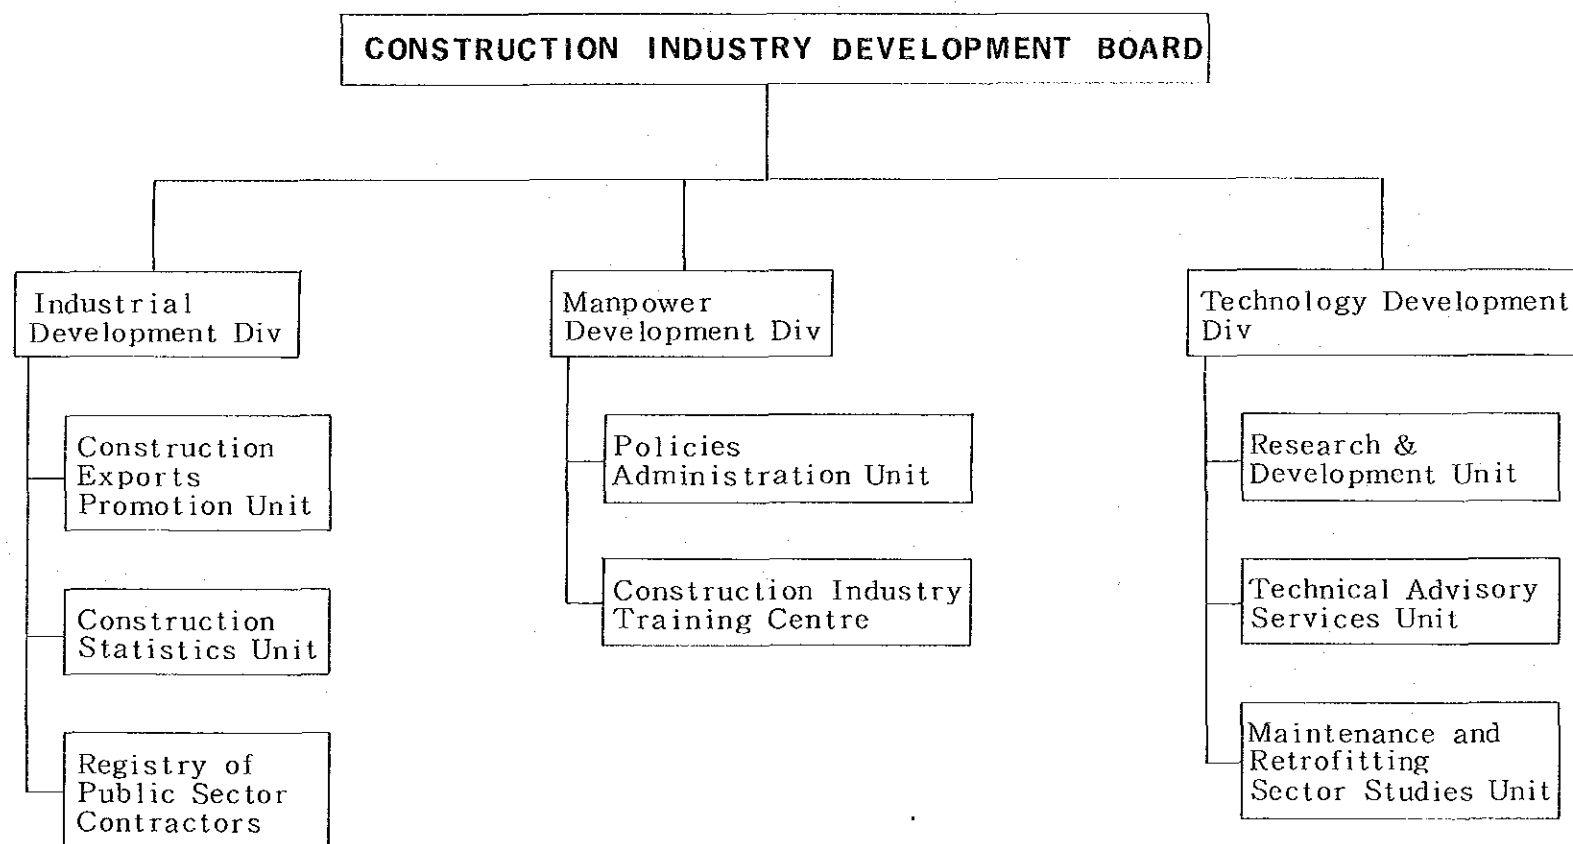 CONSTRUCTION INDUSTRY DEVELOPMENT BOARD
Industrial
Development Div
Construction
Exports
Promotion Unit
Construction
Statistics Unit
Registry of
Public Sector
Contractors
Manpower
Development Div
Policies
Administration Unit
Construction Industry
Training Centre
Technology Development
Div
Research &
Development Unit
Technical Advisory
Services Unit
Maintenance and
Retrofitting
Sector Studies Unit